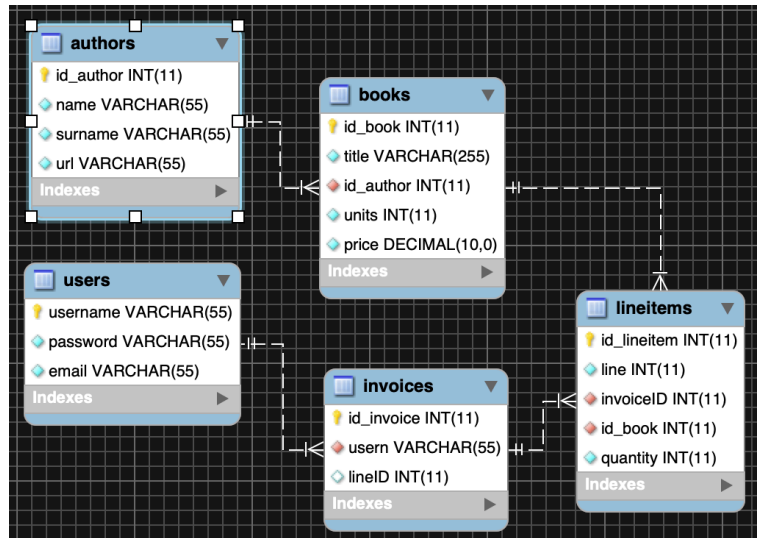 authors
id_author INT(11)
name VARCHAR(55)
surname VARCHAR(55)
url VARCHAR(55)
Indexes
books
id_book INT(11)
title VARCHAR(255)
id_author INT(11)
units INT(11)
price DECIMAL(10,0)
Indexes
users
username VARCHAR(55)
password VARCHAR(55)
email VARCHAR(55)
Indexes
invoices
id_invoice INT(11)
usern VARCHAR(55)
lineID INT(11)
Indexes
lineitems
id_lineitem INT(11)
line INT(11)
invoiceID INT(11)
id_book INT(11)
quantity INT(11)
Indexes